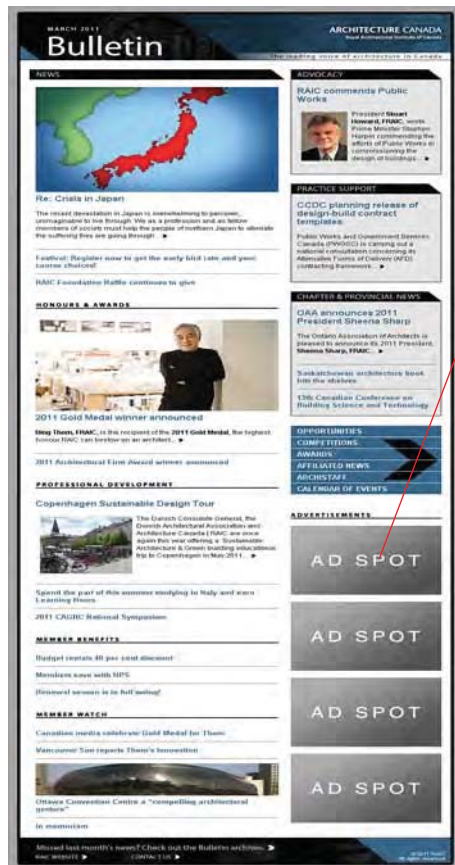 MARCH 2011
Bulletin
ARCHITECTURE CANADA
Royal Architectural Institute of Canada
The leading voice of architecture in Canada
NEWS
Re: Crisis in Japan
The recent devastation in Japan is overwhelming to perceive,
unimaginable to live through. We as a profession and as fellow
members of society must help the people of northern Japan to alleviate
the suffering they are going through ...
Festival: Register now to get the early bird rate and your
course choices!
RAIC Foundation Raffle continues to give
HONOURS & AWARDS
2011 Gold Medal winner announced
Bing Thom, FRAIC, is the recipient of the 2011 Gold Medal, the highest
honour RAIC can bestow on an architect...
2011 Architectural Firm Award winner announced
PROFESSIONAL DEVELOPMENT
Copenhagen Sustainable Design Tour
The Danish Consulate General, the
Danish Architectural Association and
Architecture Canada | RAIC are once
again this year offering a 'Sustainable
Architecture & Green building educational
trip to Copenhagen in
2011...
Spend the part of this summer studying in Italy and earn
Learning Hours
2011 CAGBC National Symposium
MEMBER BENEFITS
Budget rentals 40 per cent discount
Members save with UPS
Renewal season is in full swing!
MEMBER WATCH
Canadian media celebrate Gold Medal for Thom
Vancouver Sun reports Thom's Innovation
Ottawa Convention Centre a "compelling architectural
gesture"
In memoriam
ADVOCACY
RAIC commends Public
Works
President Stuart
Howard, FRAIC, wrote
Prime Minister Stephen
Harper commending the
efforts of Public Works in
commissioning the
design of buildings...
PRACTICE SUPPORT
CCDC planning release of
design-build contract
templates
Public Works and Government Services
Canada (PWGSC) is carrying out a
national consultation concerning its
Alternative Forms of Delivery (AFD)
contracting framework...
CHAPTER & PROVINCIAL NEWS
OAA announces 2011
President Sheena Sharp
The Ontario Association of Architects is
pleased to announce its 2011 President,
Sheena Sharp, FRAIC.
Saskatchewan architecture book
hits the shelves
13th Canadian Conference on
Building Science and Technology
OPPORTUNITIES
COMPETITIONS
AWARDS
AFFILIATED NEWS
ARCHISTAFF
CALENDAR OF EVENTS
ADVERTISEMENTS
AD SPOT
AD SPOT
AD SPOT
AD SPOT
Missed last month's news? Check out the Bulletin archives.
RAIC WEBSITE
CONTACT US
© 2011 RAIC
All rights reserved